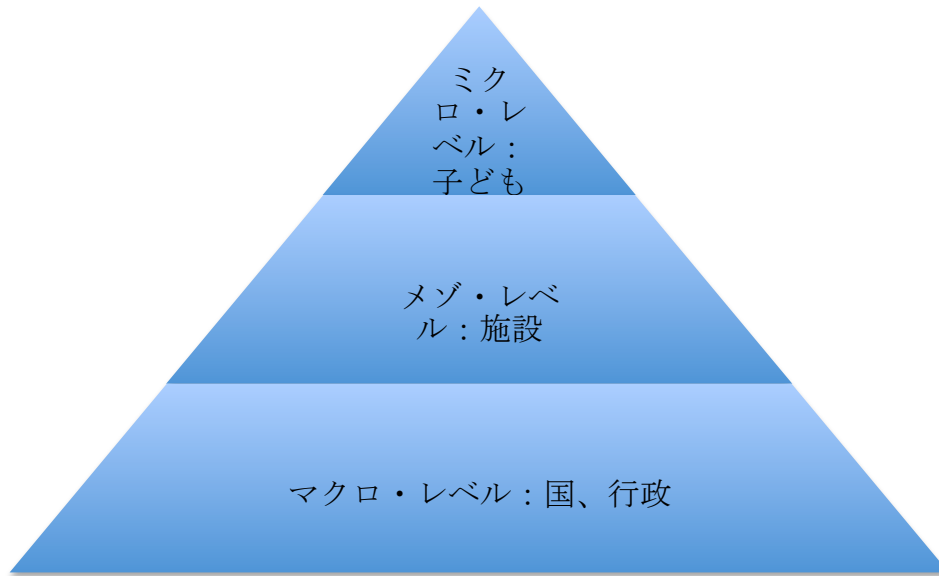 ミク
ロ・レ
ベル：
子ども
メゾ・レベ
ル：施設
マクロ・レベル：国、行政